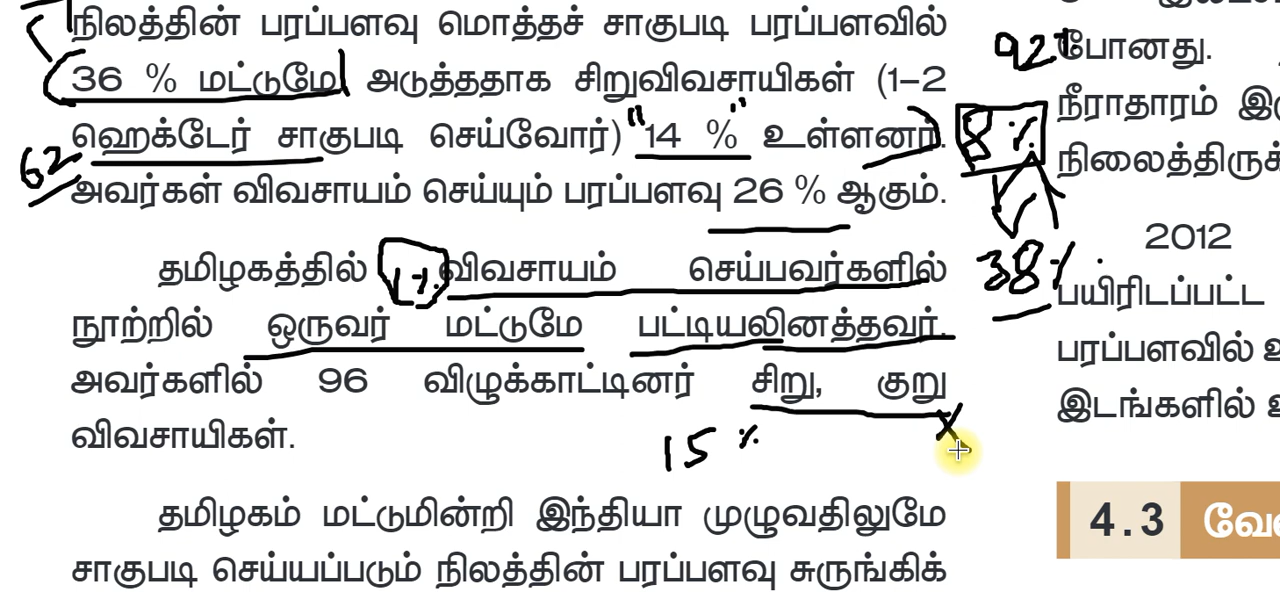 நிலத்தின் பரப்பளவு மொத்தச் சாகுபடி பரப்பளவில்
36 % மட்டுமே அடுத்ததாக சிறுவிவசாயிகள் (1–2
ஹெக்டேர் சாகுபடி செய்வோர்) "14 %" உள்ளனர்.
62
அவர்கள் விவசாயம் செய்யும் பரப்பளவு 26 % ஆகும்.
தமிழகத்தில் 1% விவசாயம் செய்பவர்களில்
நூற்றில் ஒருவர் மட்டுமே பட்டியலினத்தவர்.
அவர்களில் 96 விழுக்காட்டினர் சிறு, குறு
விவசாயிகள்.
15 %
தமிழகம் மட்டுமின்றி இந்தியா முழுவதிலுமே
சாகுபடி செய்யப்படும் நிலத்தின் பரப்பளவு சுருங்கிக்
92%
போனது.
நீராதாரம்
8%
நிலைத்திருக்
2012
38%
பயிரிடப்பட்ட
பரப்பளவில்
இடங்களில்
4.3